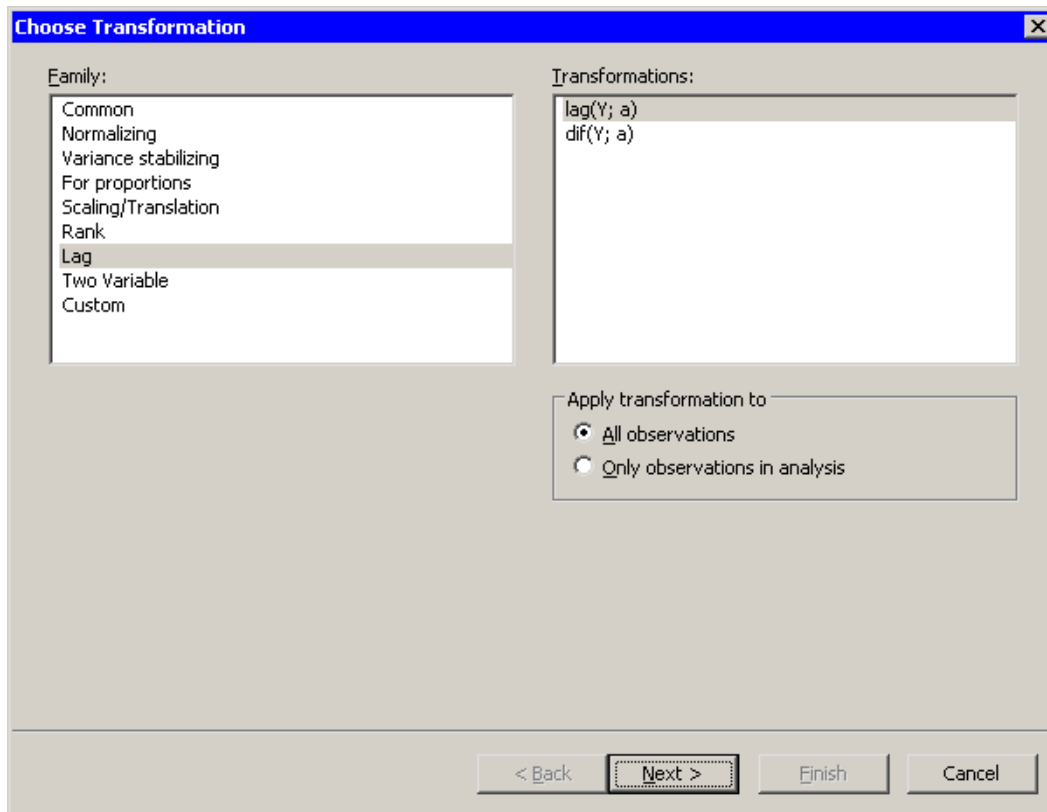 Choose Transformation
Family:
Common
Normalizing
Variance stabilizing
For proportions
Scaling/Translation
Rank
Lag
Two Variable
Custom
Transformations:
lag(Y; a)
dif(Y; a)
Apply transformation to
All observations
Only observations in analysis
< Back
Next >
Finish
Cancel